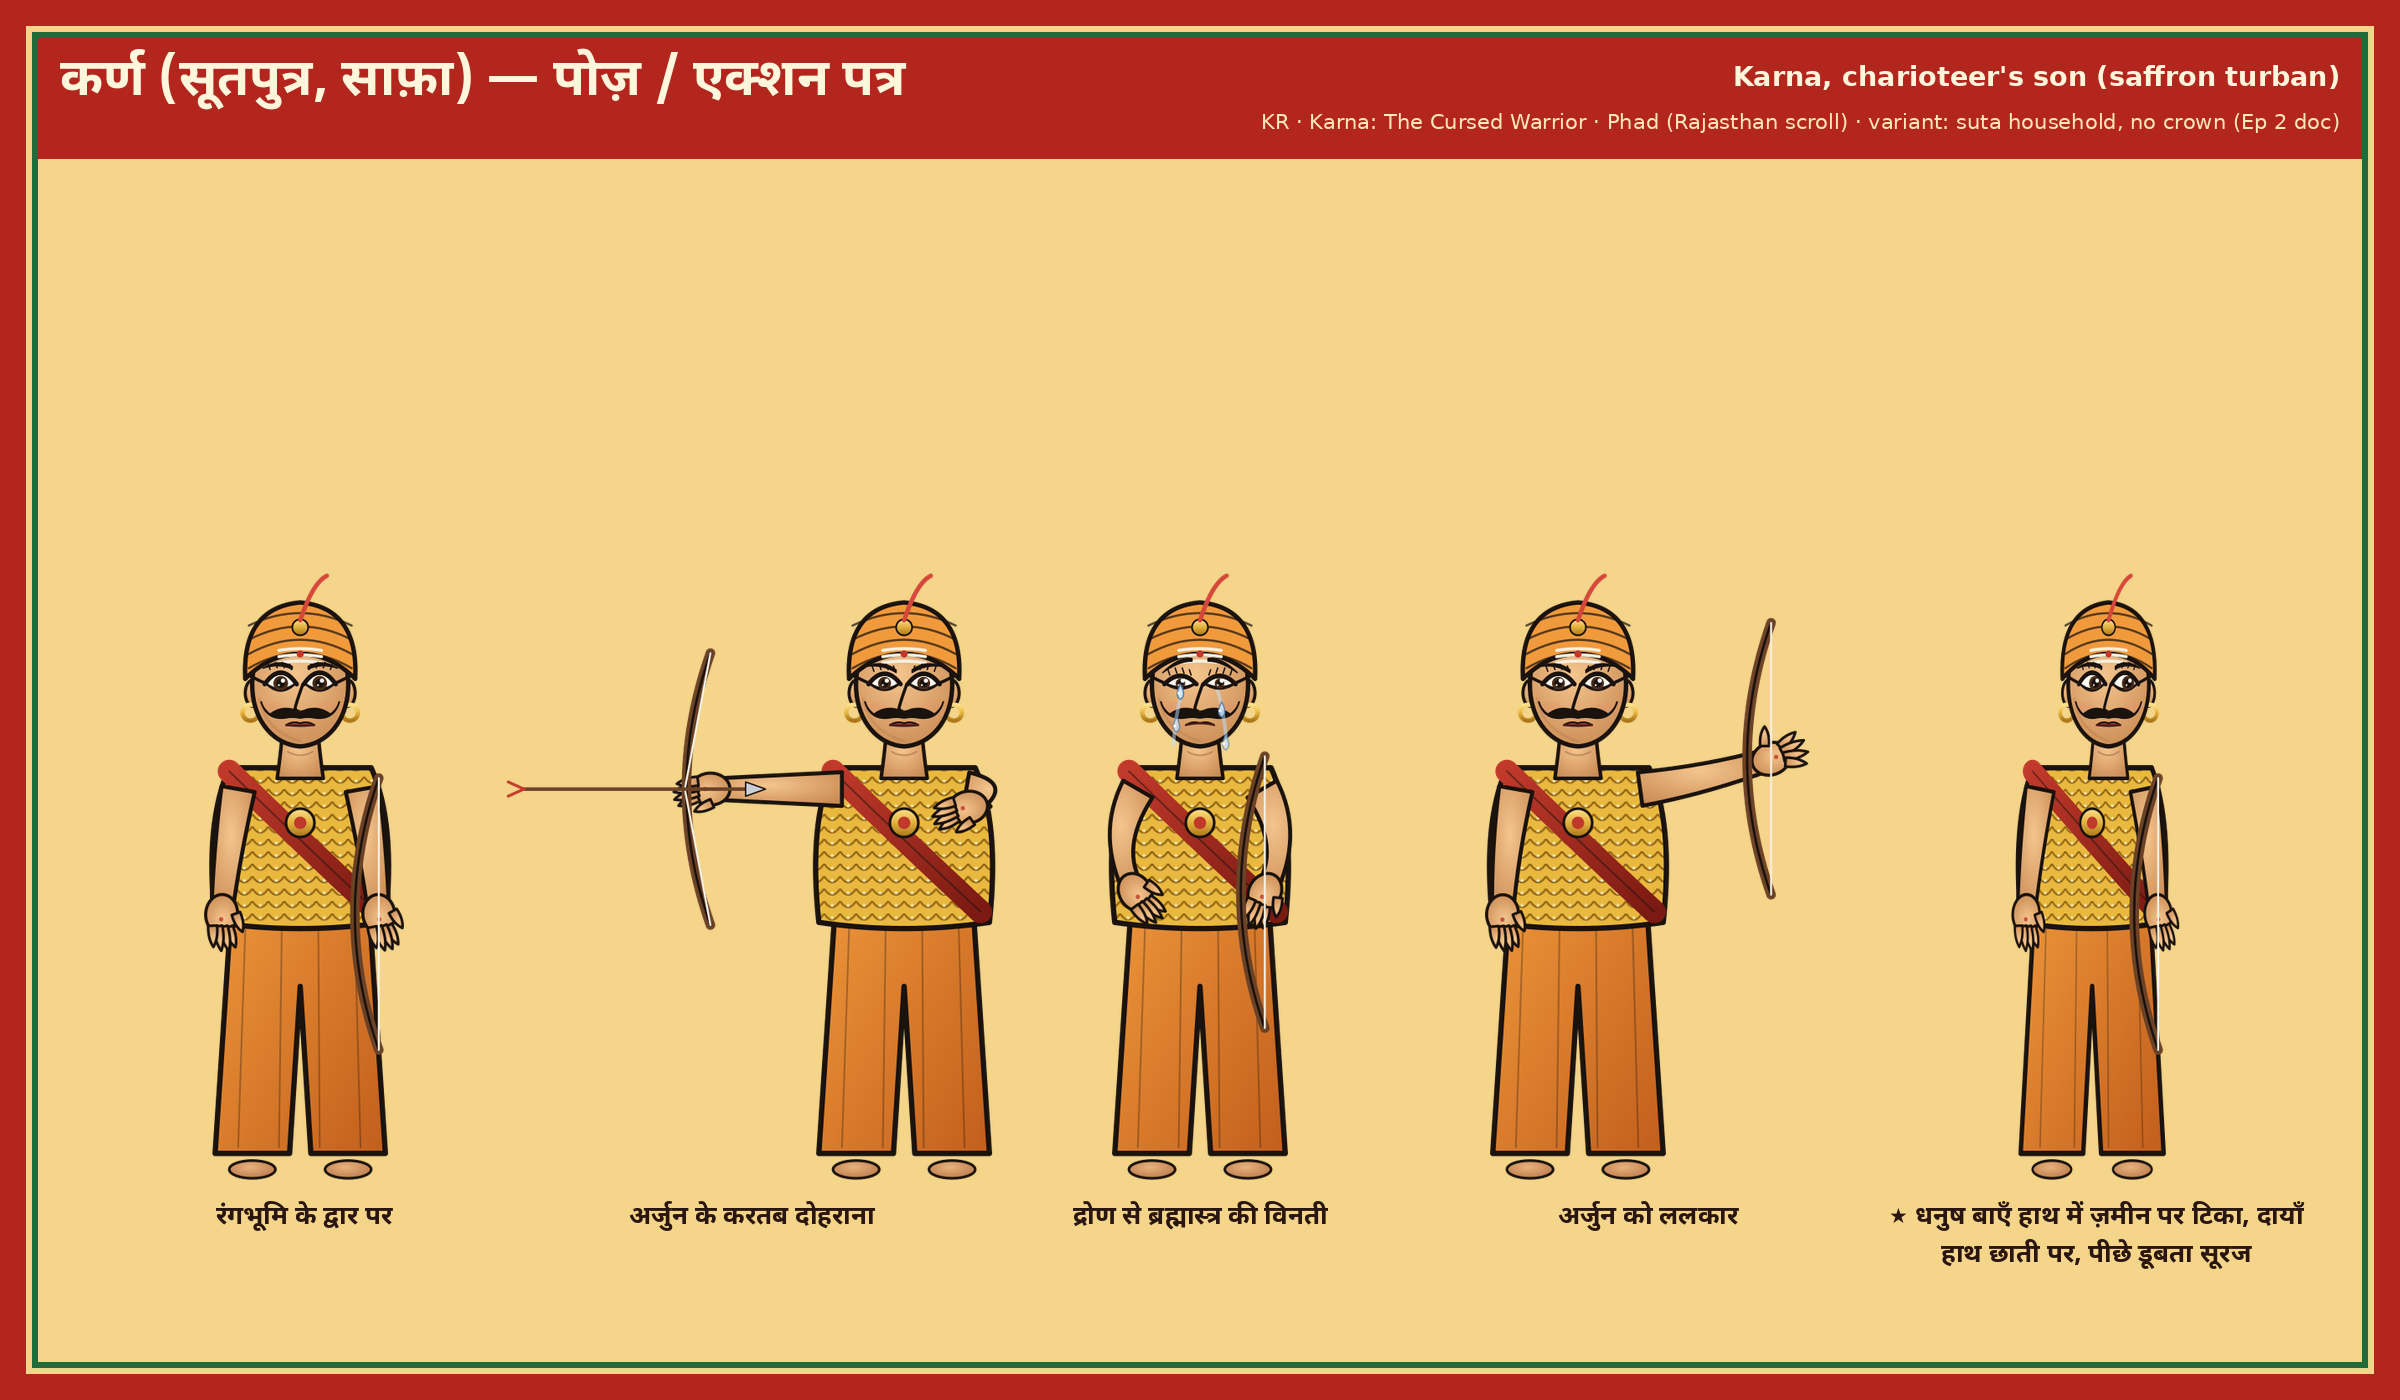 कर्ण (सूतपुत्र, साफ़ा) — पोज़ / एक्शन पत्र
Karna, charioteer's son (saffron turban)
KR · Karna: The Cursed Warrior · Phad (Rajasthan scroll) · variant: suta household, no crown (Ep 2 doc)
रंगभूमि के द्वार पर
अर्जुन के करतब दोहराना
द्रोण से ब्रह्मास्त्र की विनती
अर्जुन को ललकार
★ धनुष बाएँ हाथ में ज़मीन पर टिका, दायाँ
हाथ छाती पर, पीछे डूबता सूरज